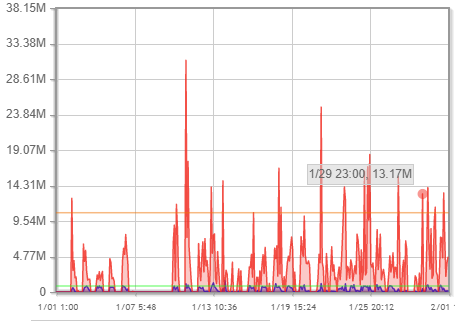 38.15M
33.38M
28.61M
23.84M
19.07M
14.31M
9.54M
4.77M
0
1/29 23:00, 13.17M
1/01 1:00 1/07 5:48 1/13 10:36 1/19 15:24 1/25 20:12 2/01 1